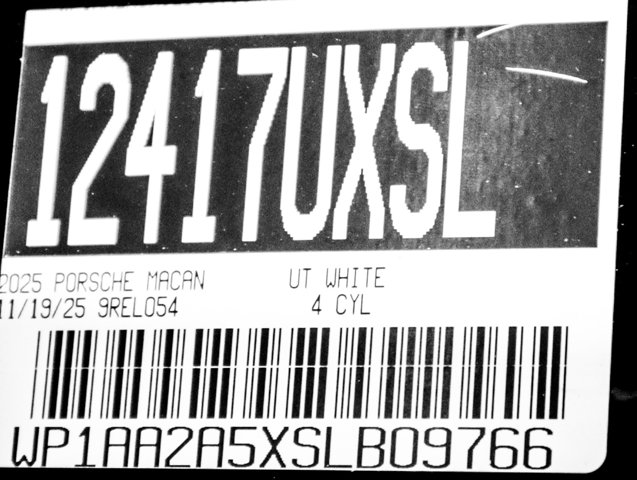 12417UXSL
2025 PORSCHE MACAN UT WHITE
11/19/25 9REL054 4 CYL
WP1AA2A5XSLB09766